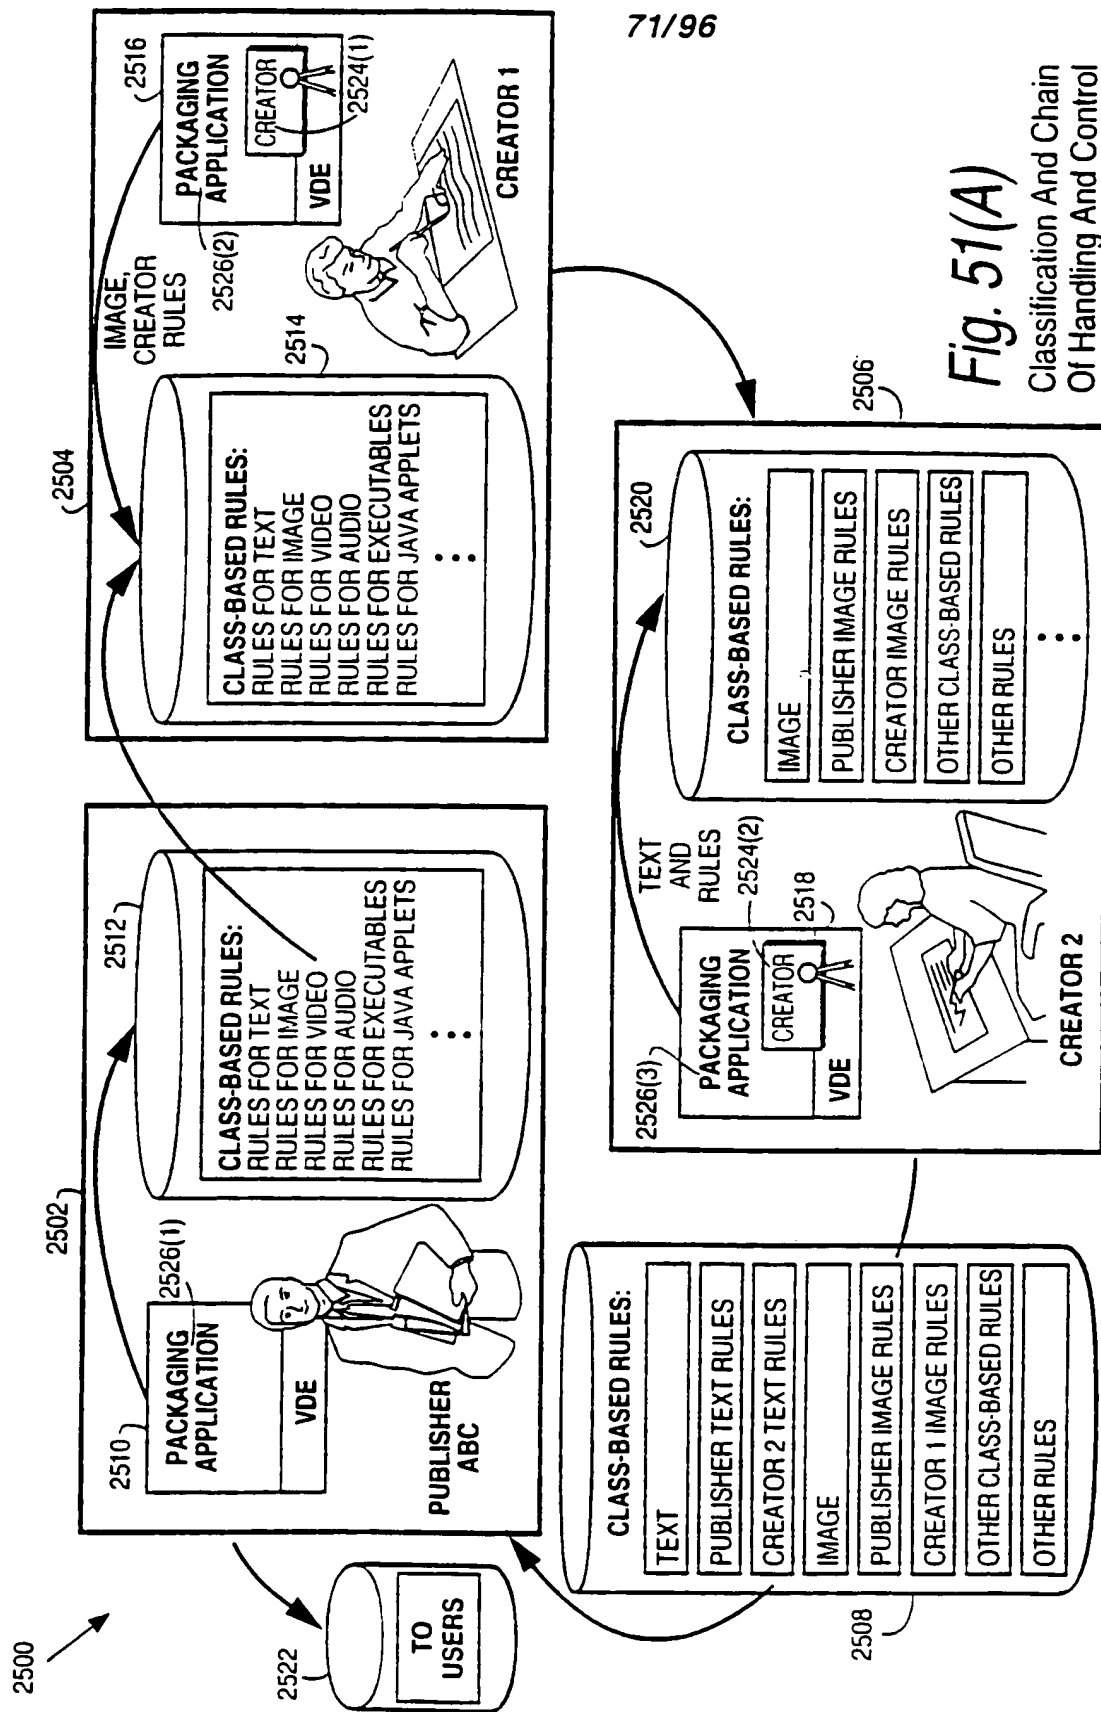 71/96
2500
2502
2510
PACKAGING
APPLICATION
2526(1)
VDE
PUBLISHER
ABC
2512
CLASS-BASED RULES:
RULES FOR TEXT
RULES FOR IMAGE
RULES FOR VIDEO
RULES FOR AUDIO
RULES FOR EXECUTABLES
RULES FOR JAVA APPLETS
2504
2514
CLASS-BASED RULES:
RULES FOR TEXT
RULES FOR IMAGE
RULES FOR VIDEO
RULES FOR AUDIO
RULES FOR EXECUTABLES
RULES FOR JAVA APPLETS
IMAGE,
CREATOR
RULES
2526(2)
2516
PACKAGING
APPLICATION
CREATOR
2524(1)
VDE
CREATOR 1
2522
TO
USERS
2508
CLASS-BASED RULES:
TEXT
PUBLISHER TEXT RULES
CREATOR 2 TEXT RULES
IMAGE
PUBLISHER IMAGE RULES
CREATOR 1 IMAGE RULES
OTHER CLASS-BASED RULES
OTHER RULES
2526(3)
PACKAGING
APPLICATION
CREATOR
VDE
TEXT
AND
RULES
2524(2)
2518
CREATOR 2
2520
CLASS-BASED RULES:
IMAGE
PUBLISHER IMAGE RULES
CREATOR IMAGE RULES
OTHER CLASS-BASED RULES
OTHER RULES
2506
Fig. 51(A)
Classification And Chain
Of Handling And Control